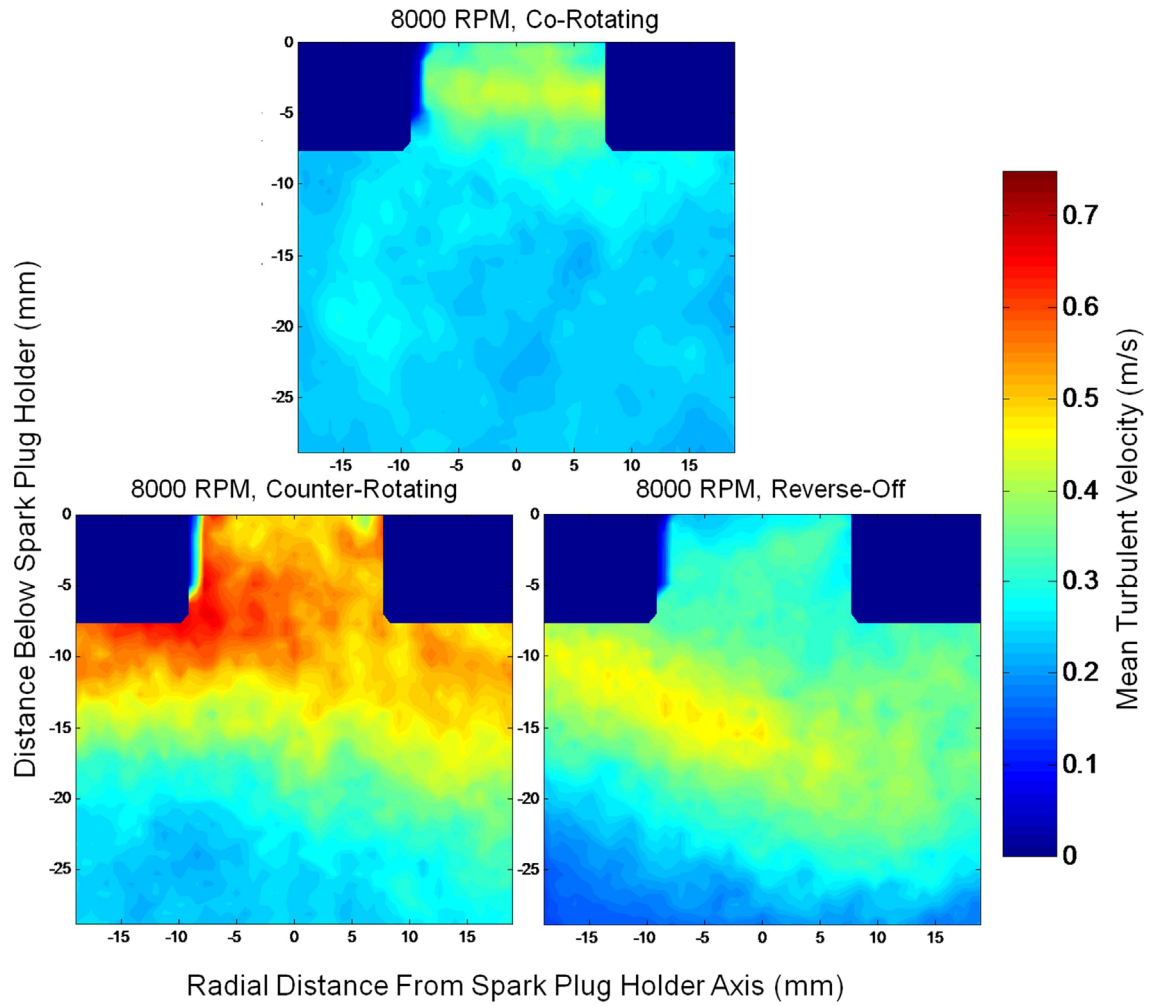 8000 RPM, Co-Rotating
0
-5
-10
-15
-20
-25
-15 -10 -5 0 5 10 15
8000 RPM, Counter-Rotating
0
-5
-10
-15
-20
-25
-15 -10 -5 0 5 10 15
8000 RPM, Reverse-Off
0
-5
-10
-15
-20
-25
-15 -10 -5 0 5 10 15
0.7
0.6
0.5
0.4
0.3
0.2
0.1
0
Mean Turbulent Velocity (m/s)
Distance Below Spark Plug Holder (mm)
Radial Distance From Spark Plug Holder Axis (mm)